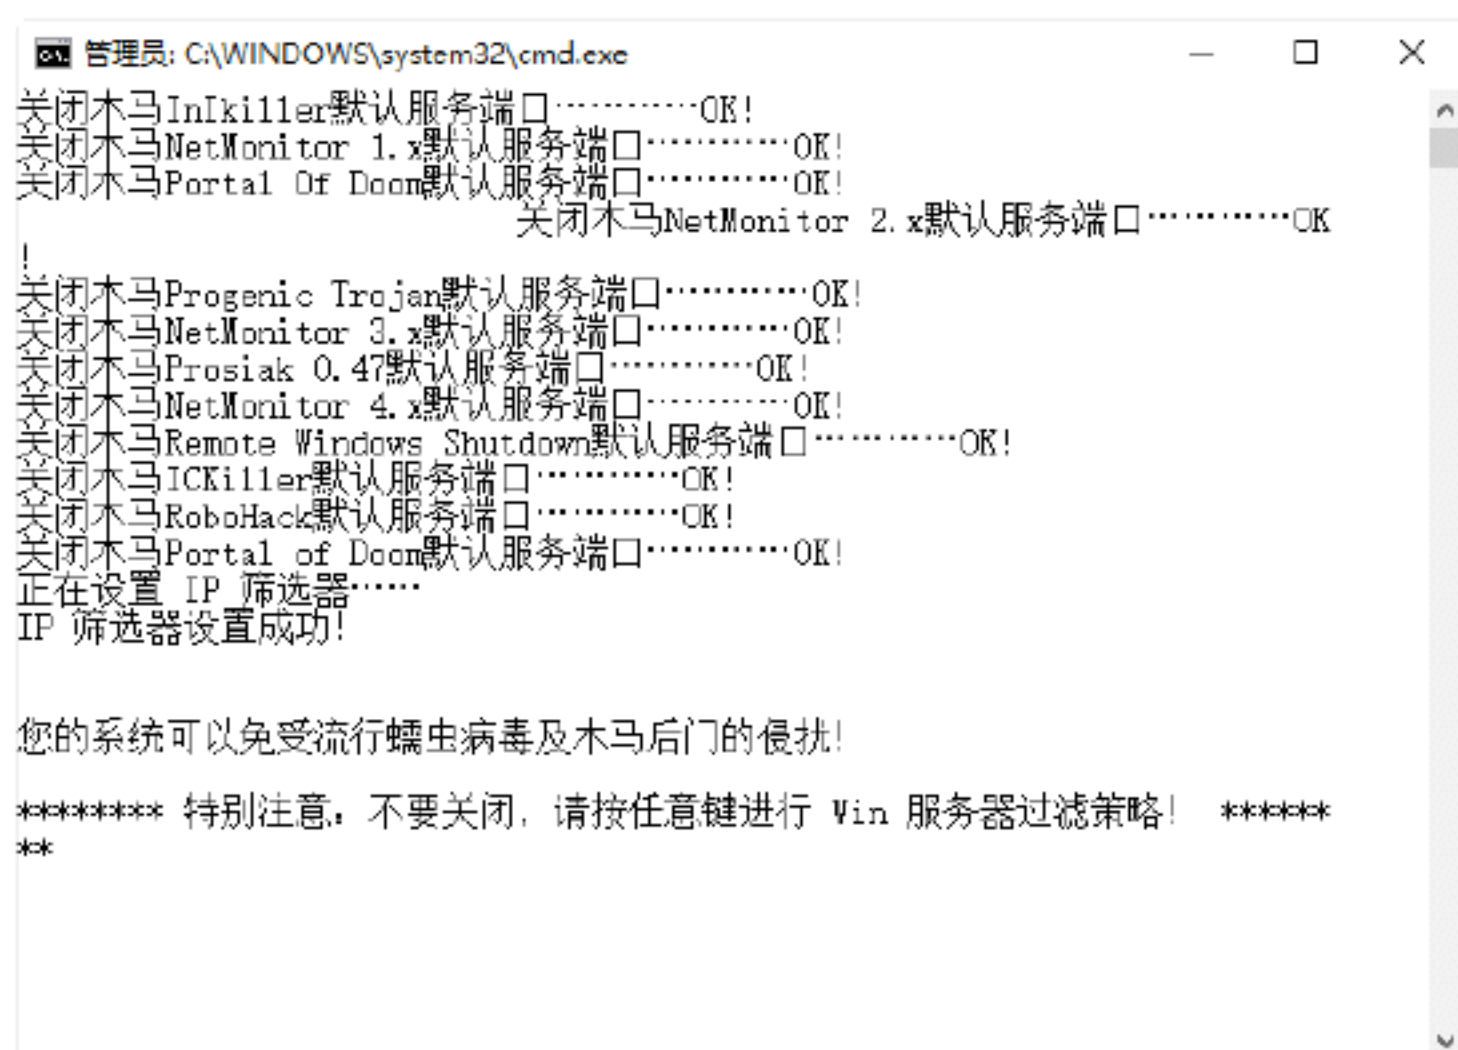 管理员: C:\WINDOWS\system32\cmd.exe
关闭木马InIkiller默认服务端口…………OK!
关闭木马NetMonitor 1.x默认服务端口…………OK!
关闭木马Portal Of Doom默认服务端口…………OK!
关闭木马NetMonitor 2.x默认服务端口…………OK
!
关闭木马Progenic Trojan默认服务端口…………OK!
关闭木马NetMonitor 3.x默认服务端口…………OK!
关闭木马Prosiak 0.47默认服务端口…………OK!
关闭木马NetMonitor 4.x默认服务端口…………OK!
关闭木马Remote Windows Shutdown默认服务端口…………OK!
关闭木马ICKiller默认服务端口…………OK!
关闭木马RoboHack默认服务端口…………OK!
关闭木马Portal of Doom默认服务端口…………OK!
正在设置 IP 筛选器……
IP 筛选器设置成功!
您的系统可以免受流行蠕虫病毒及木马后门的侵扰!
******** 特别注意：不要关闭，请按任意键进行 Win 服务器过滤策略! ******
**